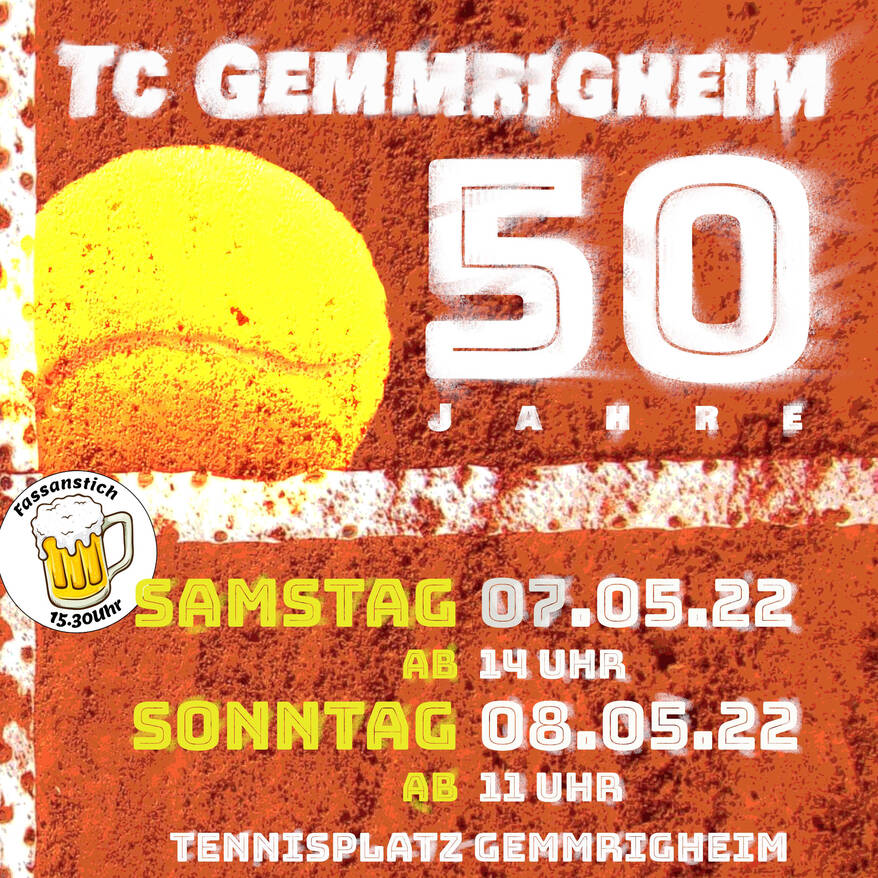 TC GEMMRIGHEIM
50
JAHRE
Fassanstich
15.30Uhr
SAMSTAG 07.05.22
AB 14 UHR
SONNTAG 08.05.22
AB 11 UHR
TENNISPLATZ GEMMRIGHEIM